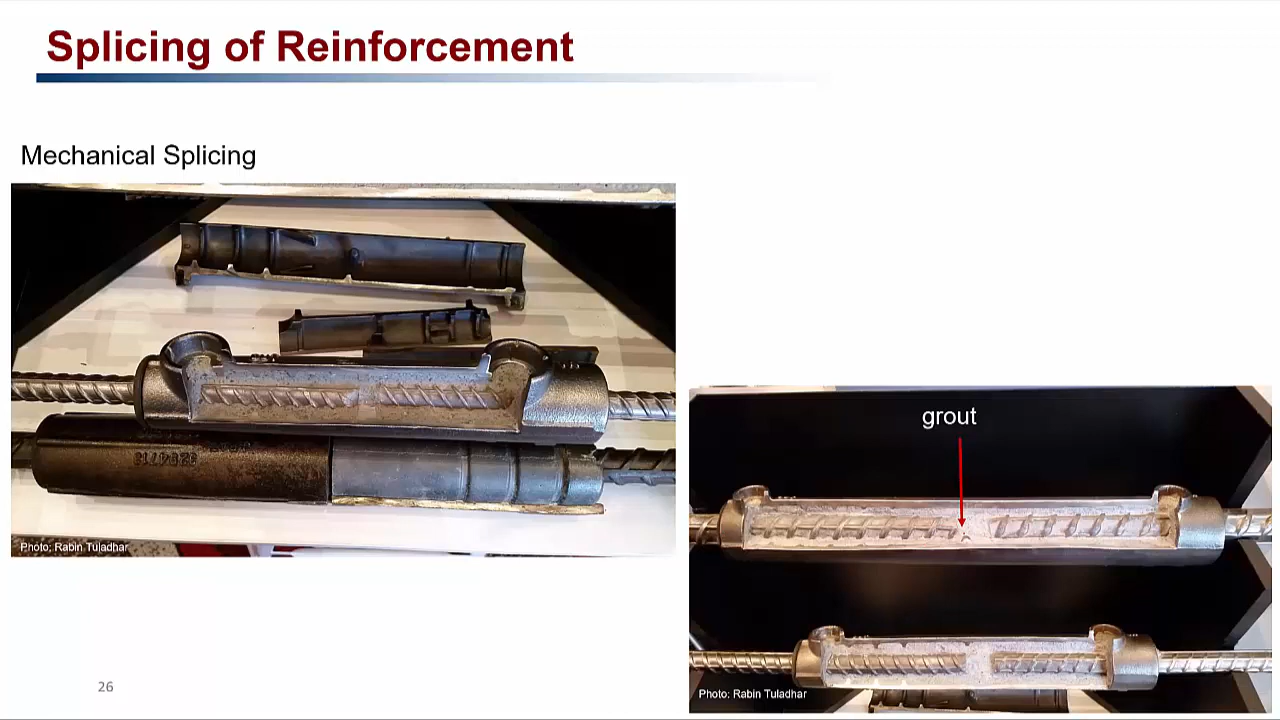 Splicing of Reinforcement
Mechanical Splicing
Photo: Rabin Tuladhar
grout
Photo: Rabin Tuladhar
26